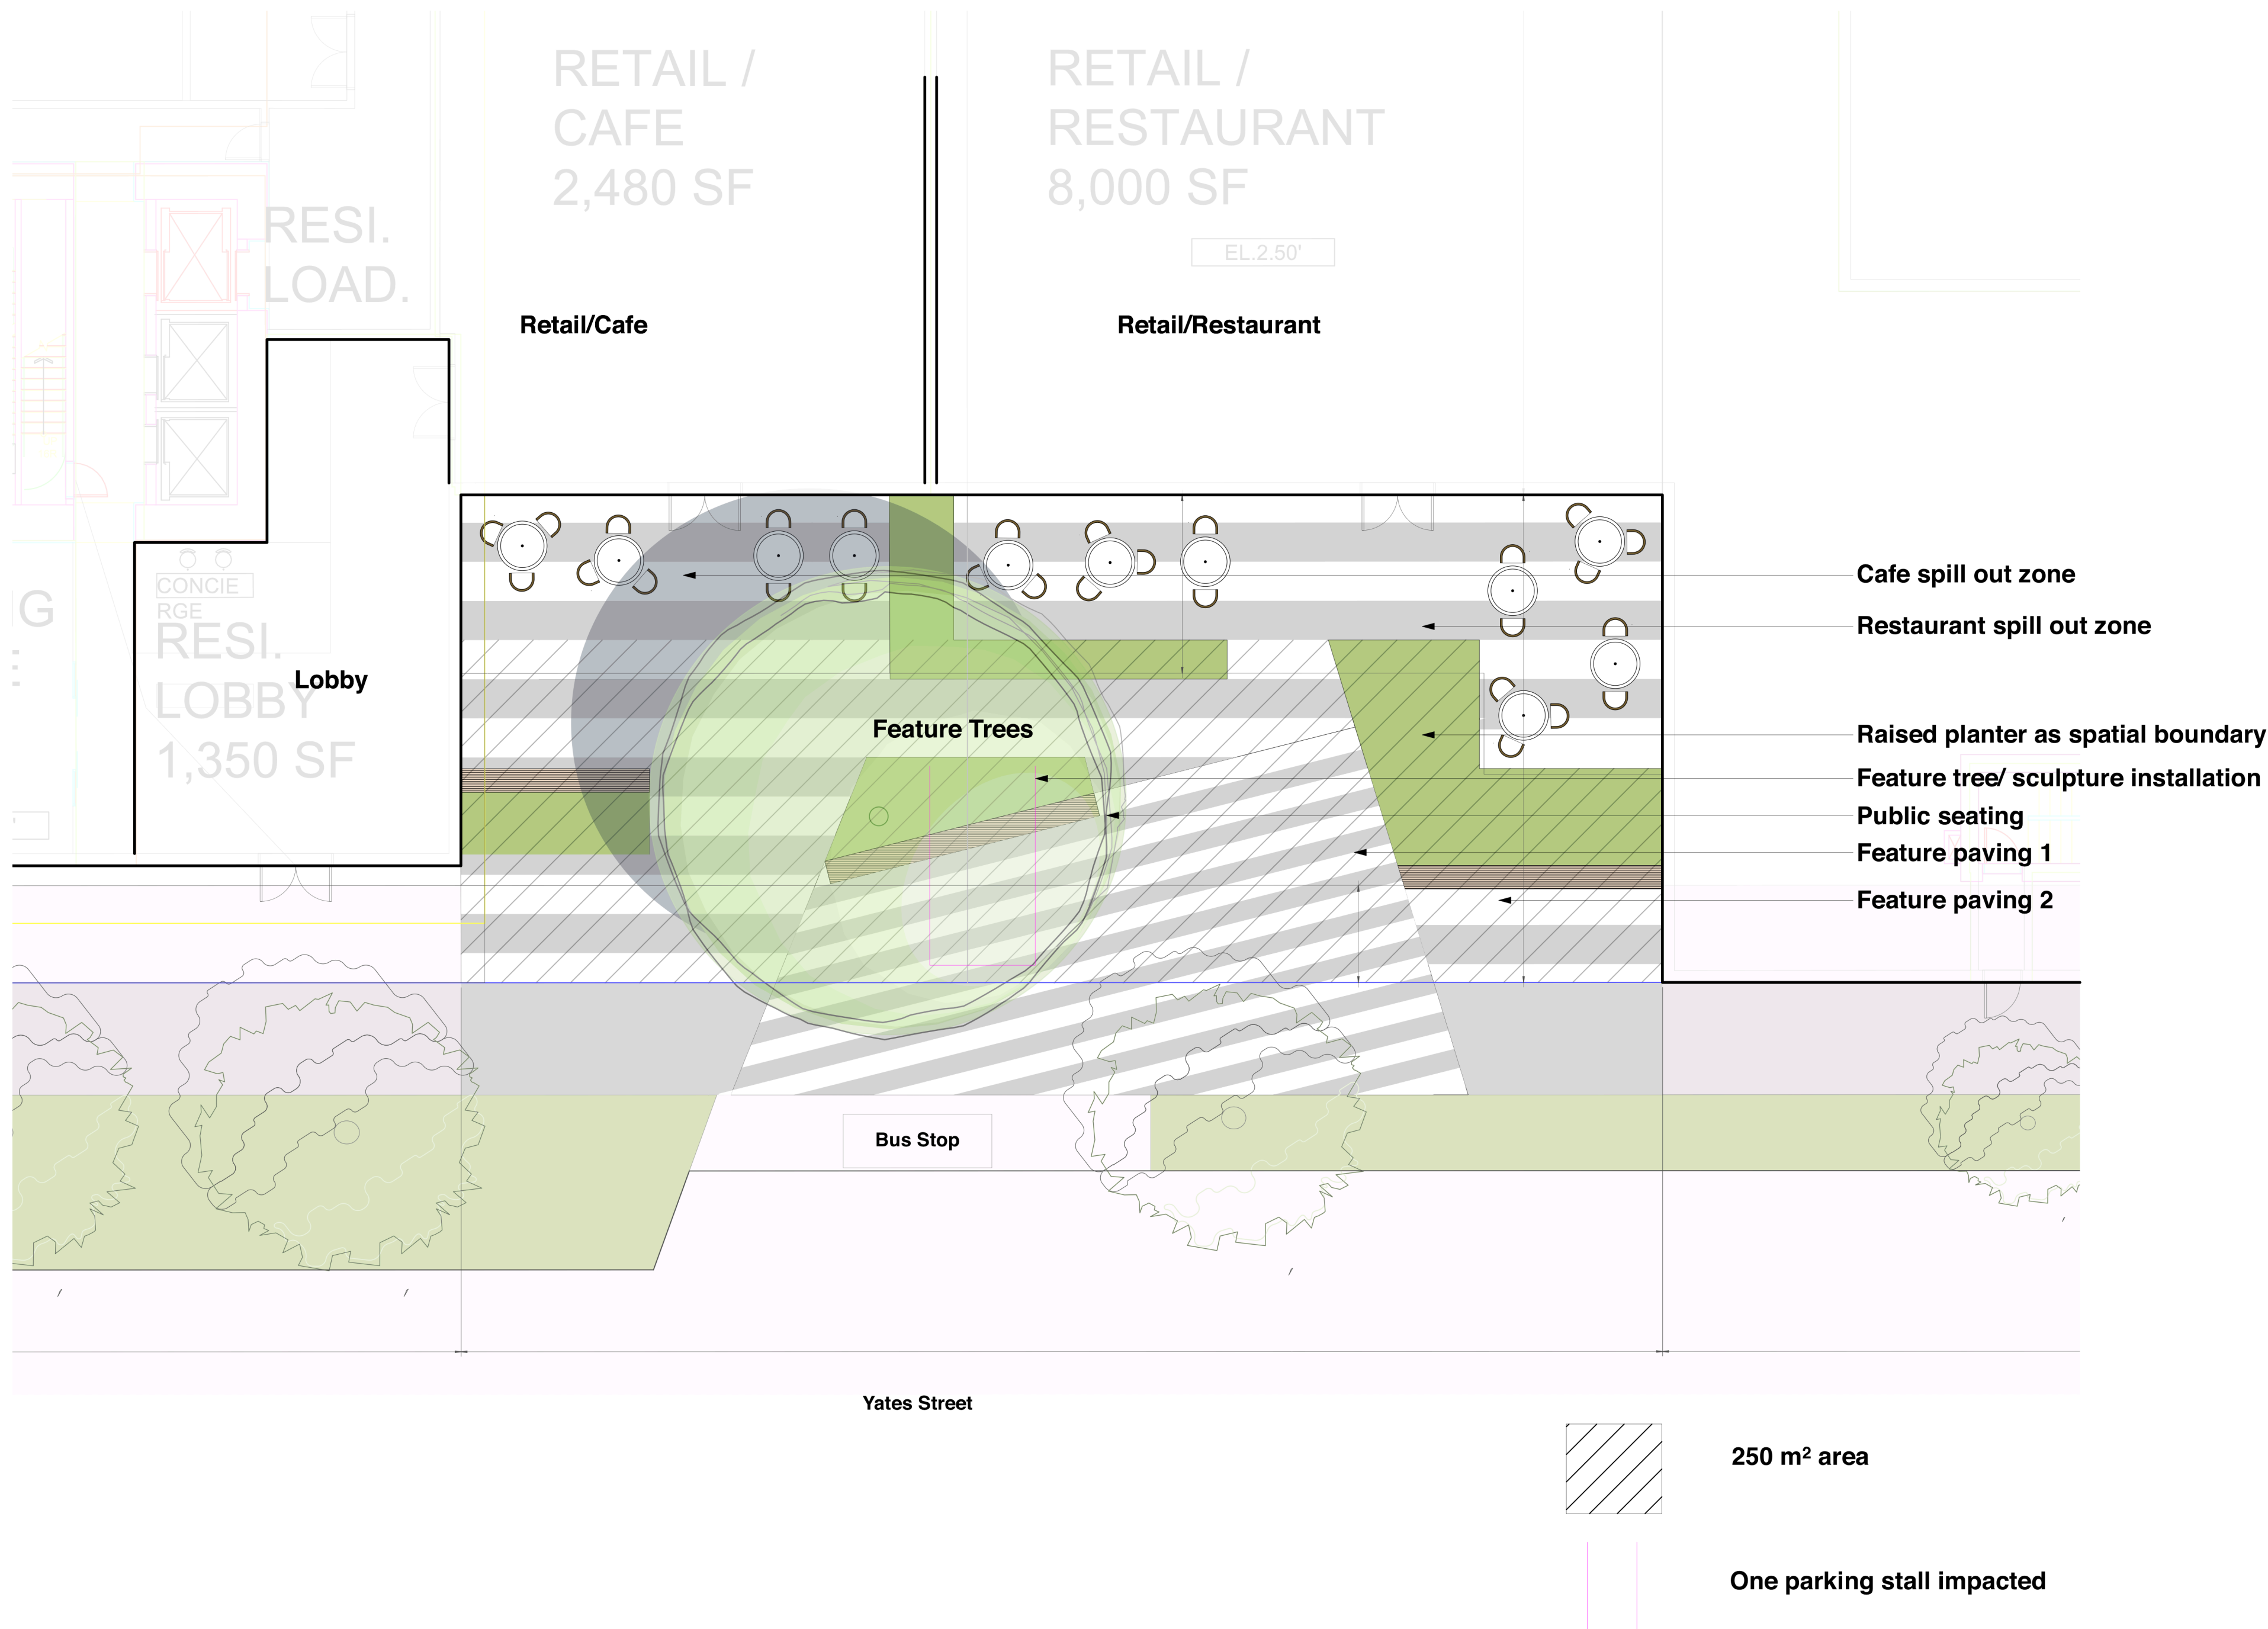 RETAIL /
CAFE
2,480 SF
RETAIL /
RESTAURANT
8,000 SF
EL.2.50'
RESI.
LOAD.
Retail/Cafe
Retail/Restaurant
CONCIE
RGE
RESI.
LOBBY
1,350 SF
Lobby
Feature Trees
Cafe spill out zone
Restaurant spill out zone
Raised planter as spatial boundary
Feature tree/ sculpture installation
Public seating
Feature paving 1
Feature paving 2
Bus Stop
Yates Street
250 m² area
One parking stall impacted